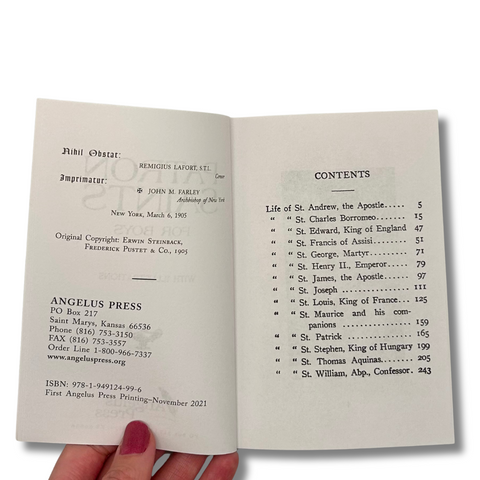 Nihil Obstat:
REMIGIUS LAFORT, S.T.L.
Censor
Imprimatur:
✠ JOHN M. FARLEY
Archbishop of New York
NEW YORK, MARCH 6, 1905
Original Copyright: ERWIN STEINBACK,
FREDERICK PUSTET & CO., 1905
ANGELUS PRESS
PO BOX 217
SAINT MARYS, KANSAS 66536
PHONE (816) 753-3150
FAX (816) 753-3557
ORDER LINE 1-800-966-7337
www.angeluspress.org
ISBN: 978-1-949124-99-6
First Angelus Press Printing–November 2021
CONTENTS
Life of St. Andrew, the Apostle..... 5
" " St. Charles Borromeo....... 15
" " St. Edward, King of England 47
" " St. Francis of Assisi........ 51
" " St. George, Martyr......... 71
" " St. Henry II., Emperor...... 79
" " St. James, the Apostle...... 97
" " St. Joseph ............... 111
" " St. Louis, King of France... 125
" " St. Maurice and his com-
panions ............... 159
" " St. Patrick ............... 165
" " St. Stephen, King of Hungary 199
" " St. Thomas Aquinas........ 205
" " St. William, Abp., Confessor. 243